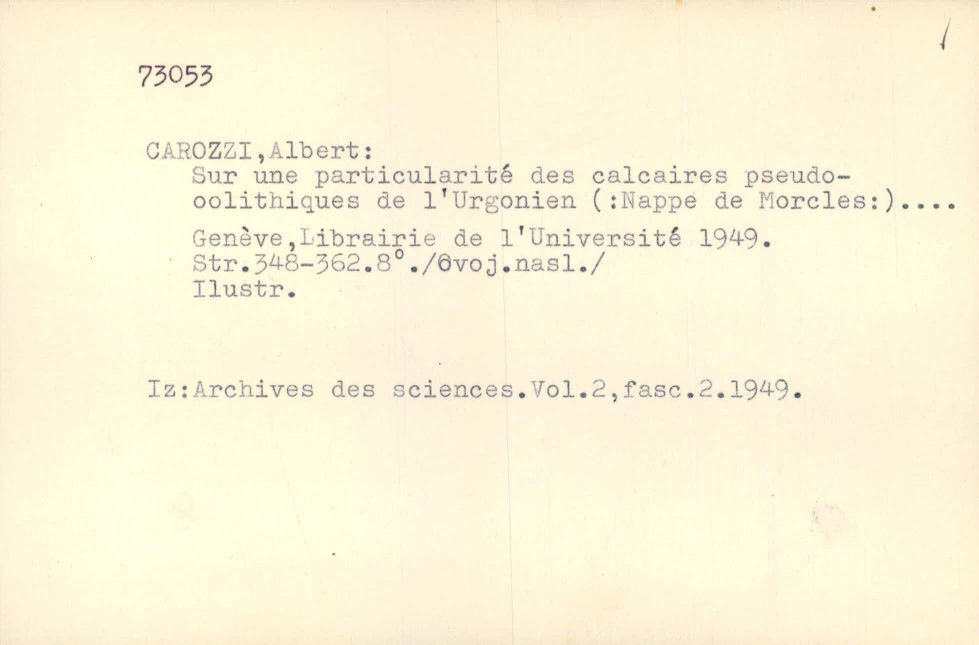 73053
CAROZZI,Albert:
Sur une particularité des calcaires pseudo-
oolithiques de l'Urgonien (:Nappe de Morcles:)....
Genève,Librairie de l'Université 1949.
Str.348-362.8°./Ovoj.nasl./
Ilustr.
Iz:Archives des sciences.Vol.2,fasc.2.1949.